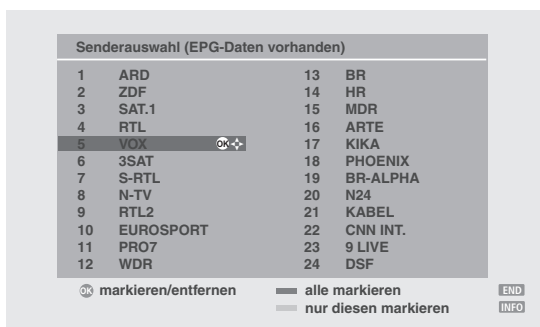 Senderauswahl (EPG-Daten vorhanden)
1 ARD
2 ZDF
3 SAT.1
4 RTL
5 VOX OK
6 3SAT
7 S-RTL
8 N-TV
9 RTL2
10 EUROSPORT
11 PRO7
12 WDR
13 BR
14 HR
15 MDR
16 ARTE
17 KIKA
18 PHOENIX
19 BR-ALPHA
20 N24
21 KABEL
22 CNN INT.
23 9 LIVE
24 DSF
OK markieren/entfernen
alle markieren
nur diesen markieren
END
INFO